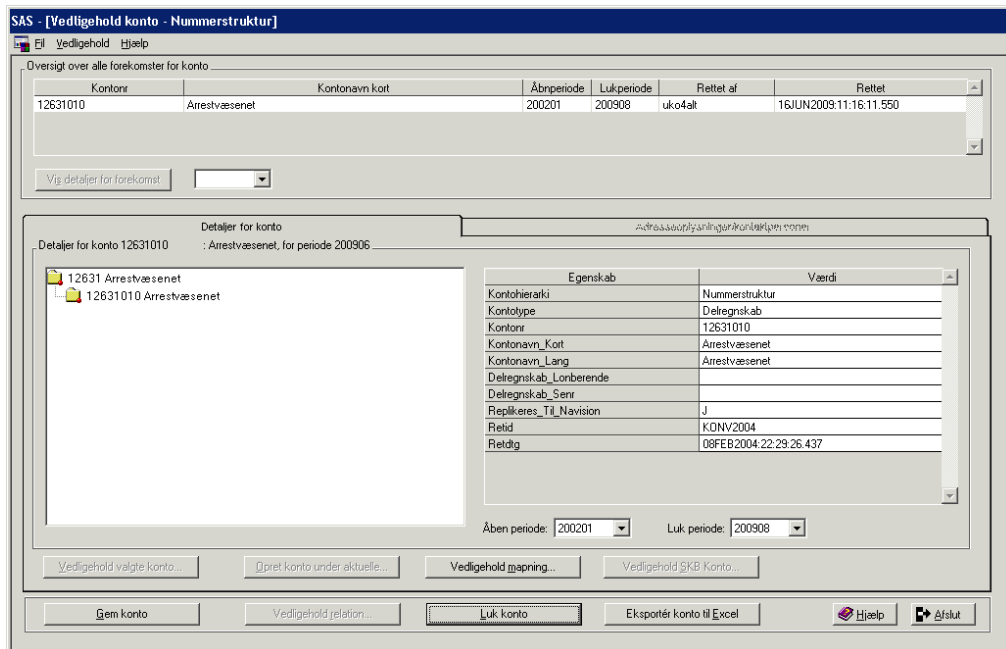 SAS - [Vedligehold konto - Nummerstruktur]
Fil Vedligehold Hjælp
Oversigt over alle forekomster for konto
Kontonr Kontonavn kort Åbnperiode Lukperiode Rettet af Rettet
12631010 Arrestvæsenet 200201 200908 uko4alt 16JUN2009:11:16:11.550
Vis detaljer for forekomst
Detaljer for konto Adresseoplysninger/kontaktpersoner
Detaljer for konto 12631010 : Arrestvæsenet, for periode 200906
12631 Arrestvæsenet
12631010 Arrestvæsenet
Egenskab Værdi
Kontohierarki Nummerstruktur
Kontotype Delregnskab
Kontonr 12631010
Kontonavn_Kort Arrestvæsenet
Kontonavn_Lang Arrestvæsenet
Delregnskab_Lonberende
Delregnskab_Senr
Replikeres_Til_Navision J
Retid KONV2004
Retdtg 08FEB2004:22:29:26.437
Åben periode: 200201 Luk periode: 200908
Vedligehold valgte konto... Opret konto under aktuelle... Vedligehold mapning... Vedligehold SKB Konto...
Gem konto Vedligehold relation... Luk konto Eksportér konto til Excel Hjælp Afslut